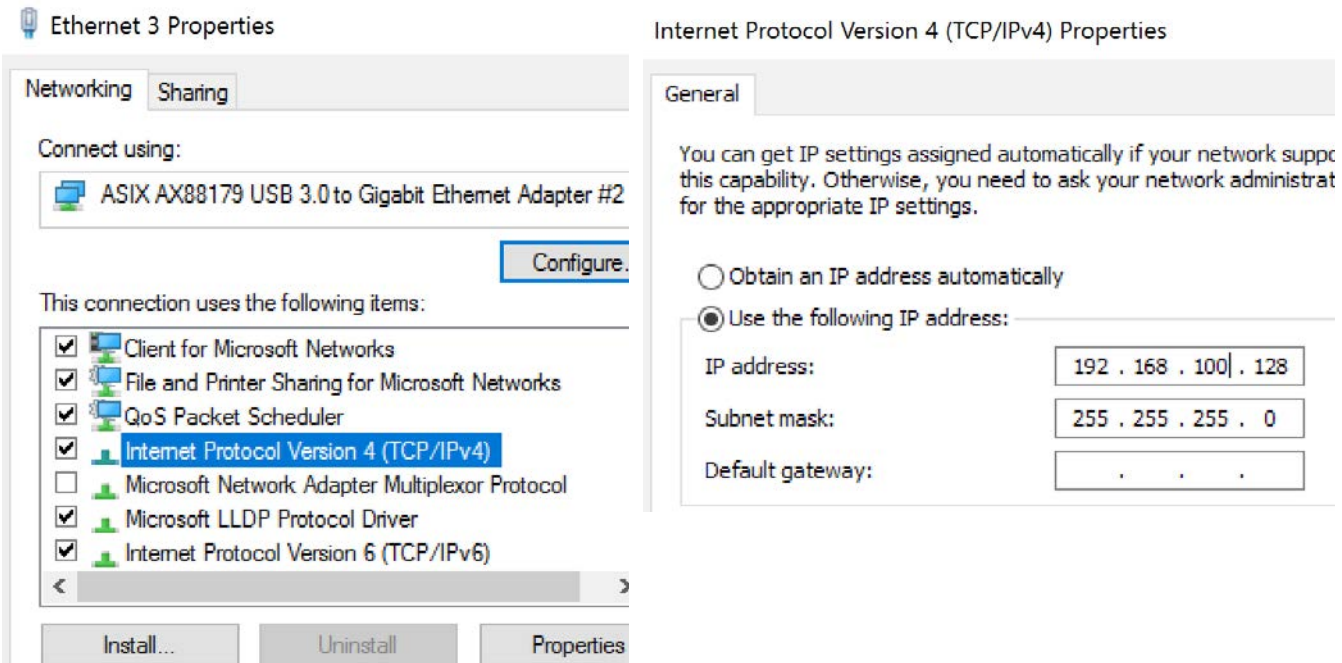 Ethernet 3 Properties
Networking
Sharing
Connect using:
ASIX AX88179 USB 3.0 to Gigabit Ethernet Adapter #2
Configure.
This connection uses the following items:
Client for Microsoft Networks
File and Printer Sharing for Microsoft Networks
QoS Packet Scheduler
Internet Protocol Version 4 (TCP/IPv4)
Microsoft Network Adapter Multiplexor Protocol
Microsoft LLDP Protocol Driver
Internet Protocol Version 6 (TCP/IPv6)
Install...
Uninstall
Properties
Internet Protocol Version 4 (TCP/IPv4) Properties
General
You can get IP settings assigned automatically if your network suppo
this capability. Otherwise, you need to ask your network administrat
for the appropriate IP settings.
Obtain an IP address automatically
Use the following IP address:
IP address:
192 . 168 . 100 . 128
Subnet mask:
255 . 255 . 255 . 0
Default gateway:
. . .